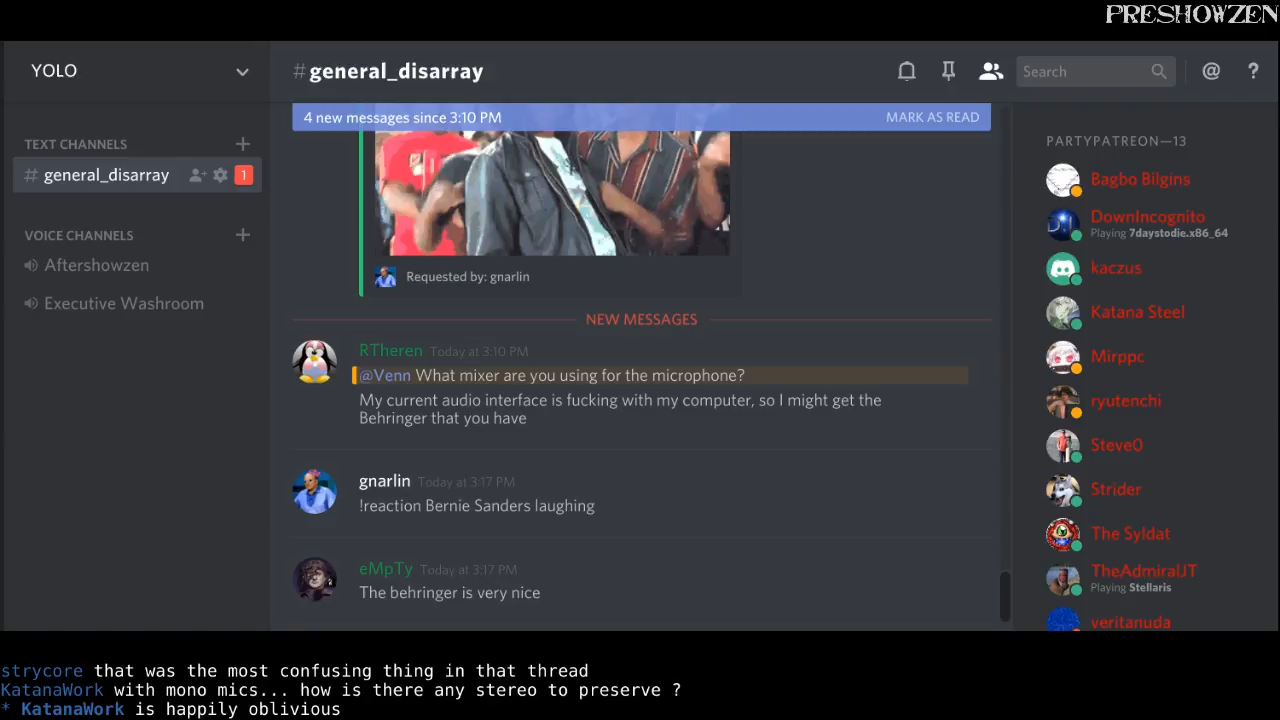 PRESHOWZEN
YOLO
#general_disarray
Search
@
?
TEXT CHANNELS
# general_disarray
1
VOICE CHANNELS
Aftershowzen
Executive Washroom
4 new messages since 3:10 PM
MARK AS READ
Requested by: gnarlin
NEW MESSAGES
RTheren Today at 3:10 PM
@Venn What mixer are you using for the microphone?
My current audio interface is fucking with my computer, so I might get the
Behringer that you have
gnarlin Today at 3:17 PM
!reaction Bernie Sanders laughing
eMpTy Today at 3:17 PM
The behringer is very nice
PARTYPATREON—13
Bagbo Bilgins
DownIncognito
Playing 7daystodie.x86_64
kaczus
Katana Steel
Mirppc
ryutenchi
Steve0
Strider
The Syldat
TheAdmiralJT
Playing Stellaris
veritanuda
strycore that was the most confusing thing in that thread
KatanaWork with mono mics... how is there any stereo to preserve ?
* KatanaWork is happily oblivious